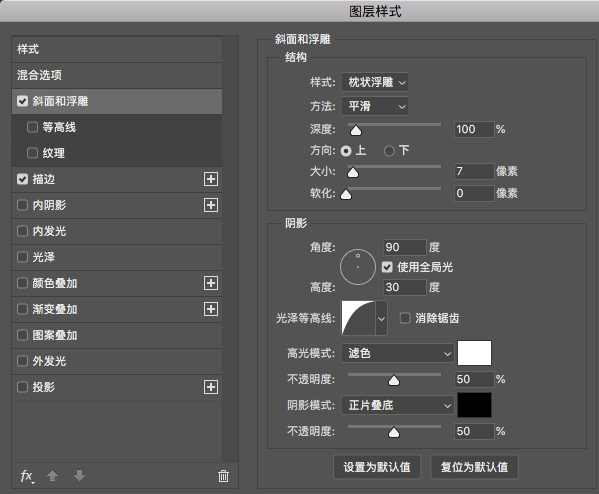 图层样式
样式
混合选项
斜面和浮雕
等高线
纹理
描边
内阴影
内发光
光泽
颜色叠加
渐变叠加
图案叠加
外发光
投影
fx
斜面和浮雕
结构
样式: 枕状浮雕
方法: 平滑
深度: 100 %
方向: 上 下
大小: 7 像素
软化: 0 像素
阴影
角度: 90 度
使用全局光
高度: 30 度
光泽等高线: 消除锯齿
高光模式: 滤色
不透明度: 50 %
阴影模式: 正片叠底
不透明度: 50 %
设置为默认值 复位为默认值